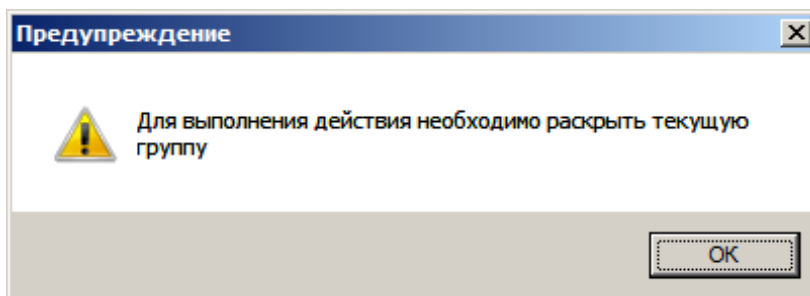 Предупреждение
Для выполнения действия необходимо раскрыть текущую
группу
OK